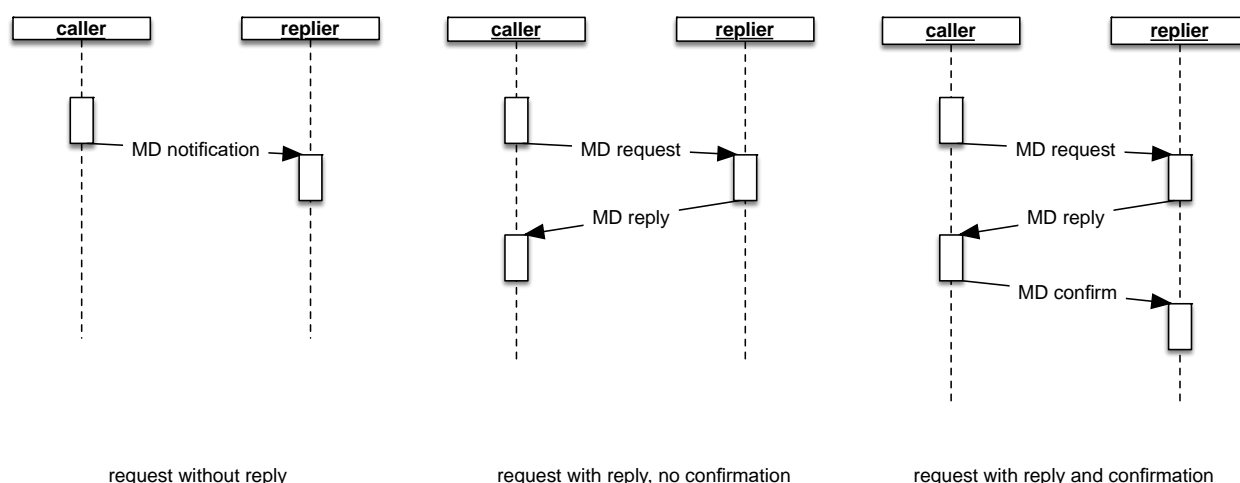 caller
replier
MD notification
request without reply
caller
replier
MD request
MD reply
request with reply, no confirmation
caller
replier
MD request
MD reply
MD confirm
request with reply and confirmation